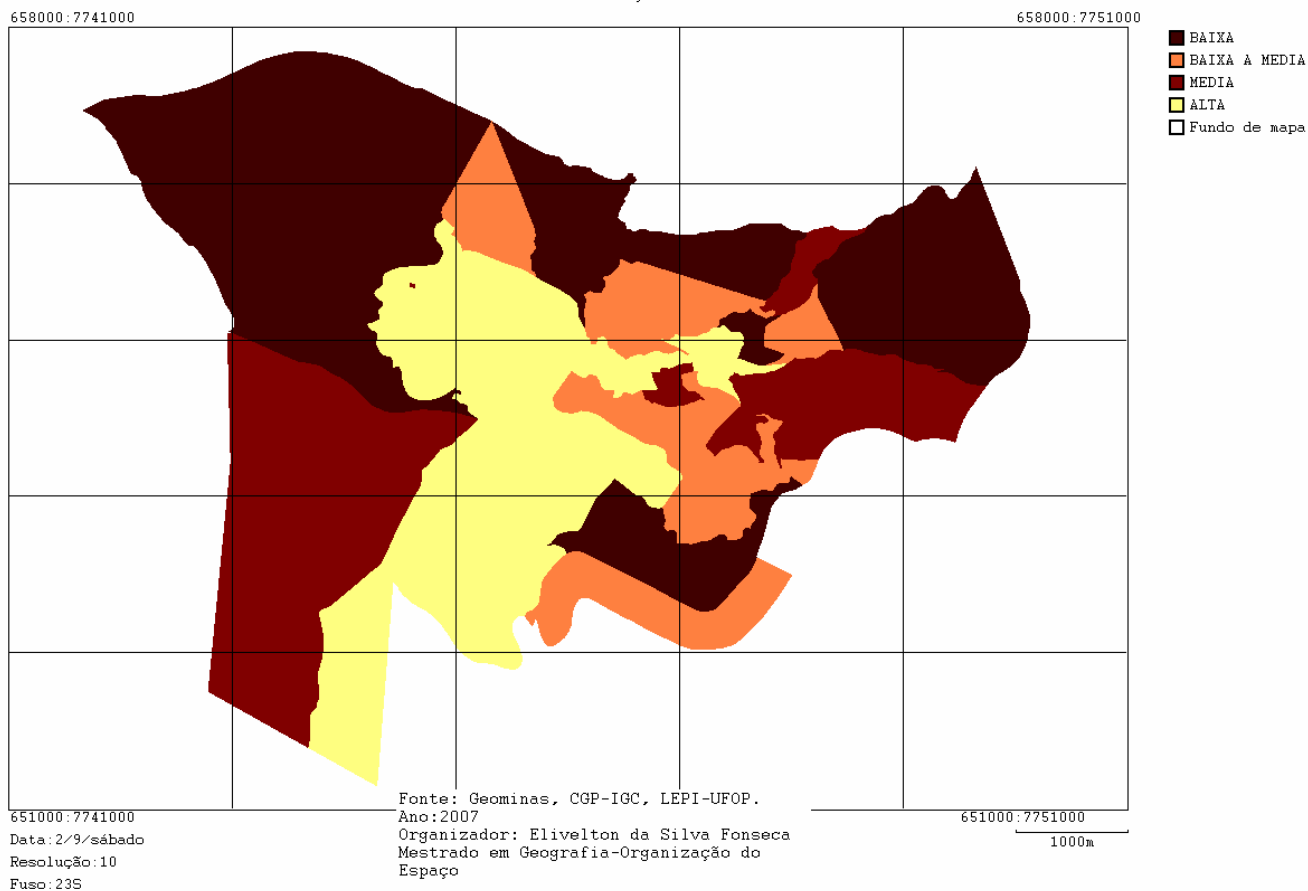 658000:7741000
658000:7751000
BAIXA
BAIXA A MEDIA
MEDIA
ALTA
Fundo de mapa
651000:7741000
651000:7751000
1000m
Data:2/9/sábado
Resolução:10
Fuso:23S
Fonte: Geominas, CGP-IGC, LEPI-UFOP.
Ano:2007
Organizador: Elivelton da Silva Fonseca
Mestrado em Geografia-Organização do
Espaço